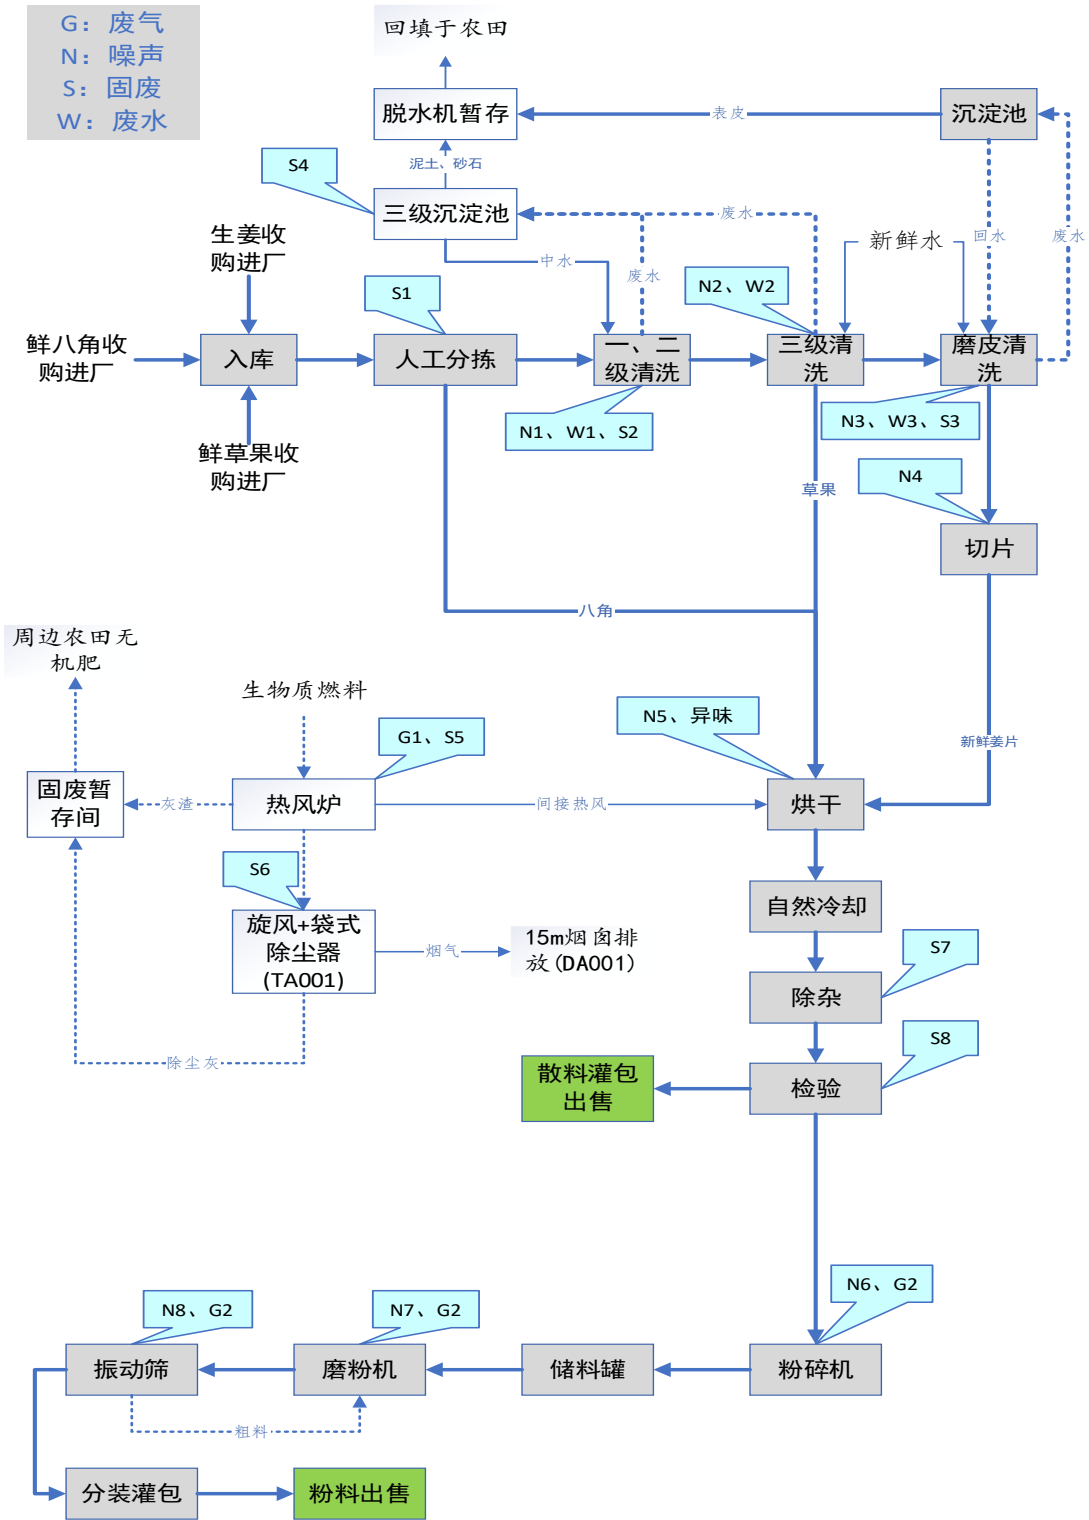 G：废气
N：噪声
S：固废
W：废水
回填于农田
脱水机暂存
表皮
沉淀池
泥土、砂石
S4
三级沉淀池
废水
生姜收
购进厂
新鲜水
回水
废水
中水
废水
S1
N2、W2
鲜八角收
购进厂
入库
人工分拣
一、二
级清洗
三级清
洗
磨皮清
洗
N1、W1、S2
N3、W3、S3
鲜草果收
购进厂
N4
草果
切片
八角
周边农田无
机肥
生物质燃料
G1、S5
N5、异味
新鲜姜片
固废暂
存间
灰渣
热风炉
间接热风
烘干
S6
自然冷却
旋风+袋式
除尘器
(TA001)
烟气
15m烟囱排
放(DA001)
S7
除杂
S8
除尘灰
散料灌包
出售
检验
N8、G2
N7、G2
N6、G2
振动筛
磨粉机
储料罐
粉碎机
粗料
分装灌包
粉料出售